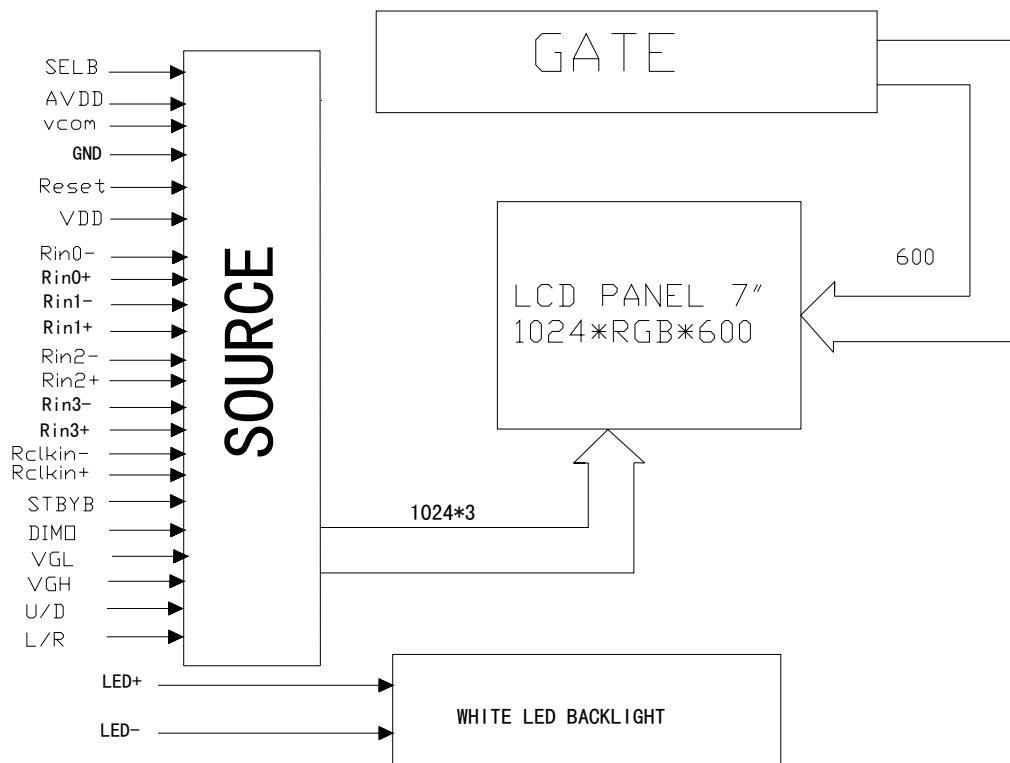 GATE
SELB
AVDD
vcom
GND
Reset
VDD
Rin0-
Rin0+
Rin1-
Rin1+
Rin2-
Rin2+
Rin3-
Rin3+
Rclkin-
Rclkin+
STBYB
DIMO
VGL
VGH
U/D
L/R
SOURCE
600
LCD PANEL 7″
1024*RGB*600
1024*3
LED+
LED-
WHITE LED BACKLIGHT